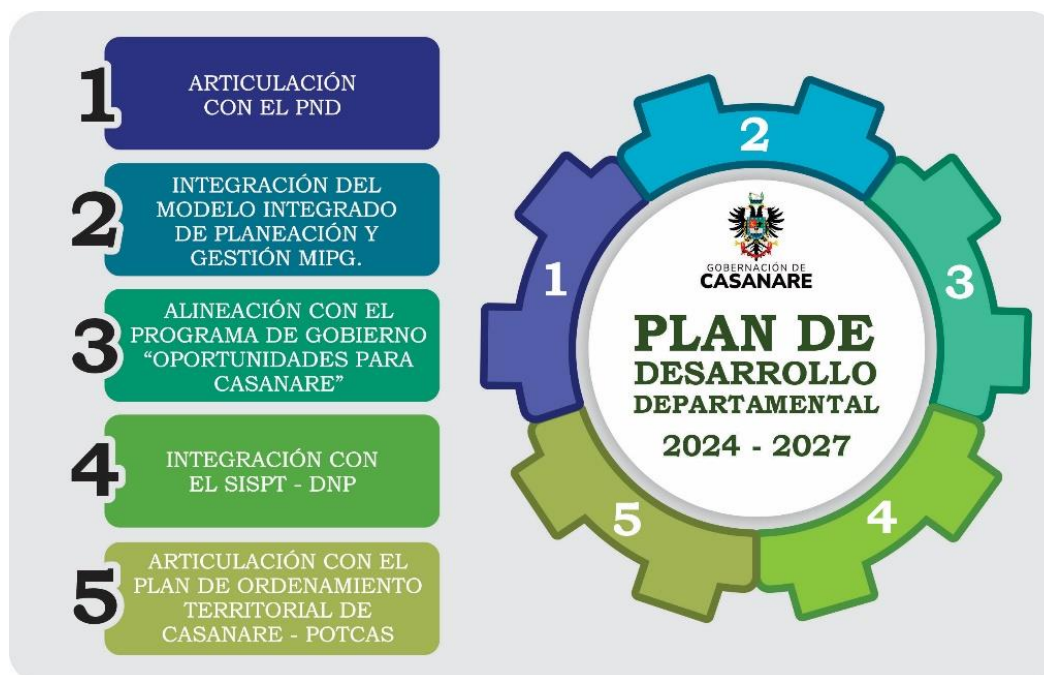 1
ARTICULACIÓN
CON EL PND
2
INTEGRACIÓN DEL
MODELO INTEGRADO
DE PLANEACIÓN Y
GESTIÓN MIPG.
3
ALINEACIÓN CON EL
PROGRAMA DE GOBIERNO
“OPORTUNIDADES PARA
CASANARE”
4
INTEGRACIÓN CON
EL SISPT - DNP
5
ARTICULACIÓN CON EL
PLAN DE ORDENAMIENTO
TERRITORIAL DE
CASANARE - POTCAS
1
2
3
4
5
GOBERNACIÓN DE
CASANARE
PLAN DE
DESARROLLO
DEPARTAMENTAL
2024 - 2027